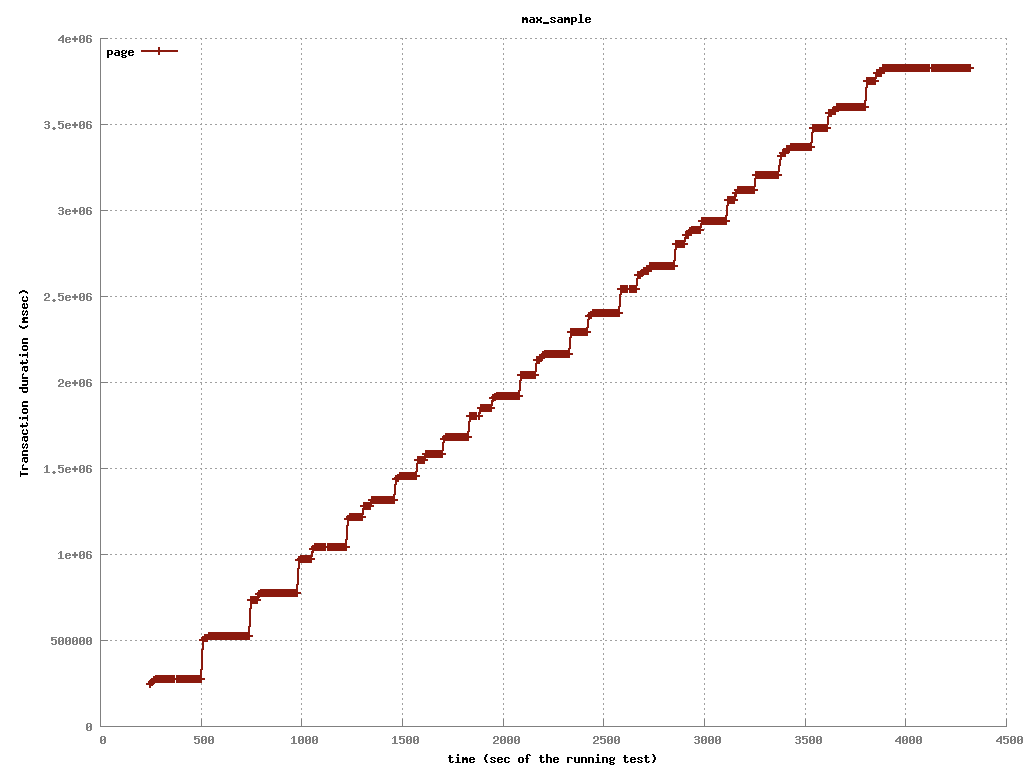 max_sample
page
4e+06
3.5e+06
3e+06
2.5e+06
2e+06
1.5e+06
1e+06
500000
0
Transaction duration (msec)
0 500 1000 1500 2000 2500 3000 3500 4000 4500
time (sec of the running test)